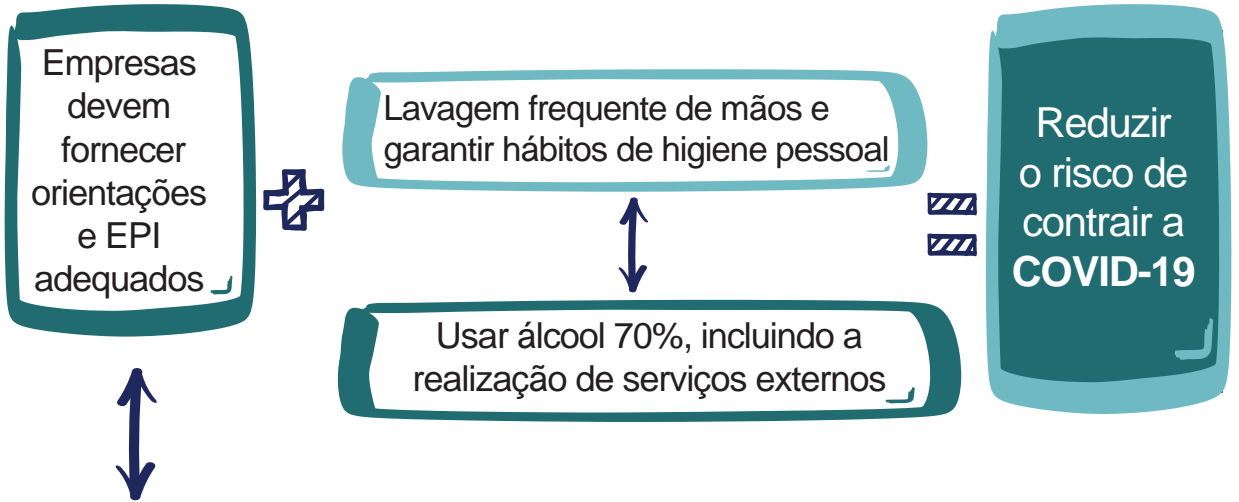 Empresas
devem
fornecer
orientações
e EPI
adequados
Lavagem frequente de mãos e
garantir hábitos de higiene pessoal
Usar álcool 70%, incluindo a
realização de serviços externos
Reduzir
o risco de
contrair a
COVID-19